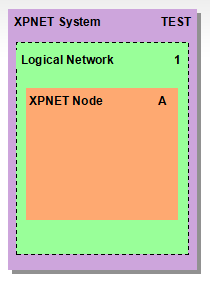 XPNET System TEST
Logical Network 1
XPNET Node A